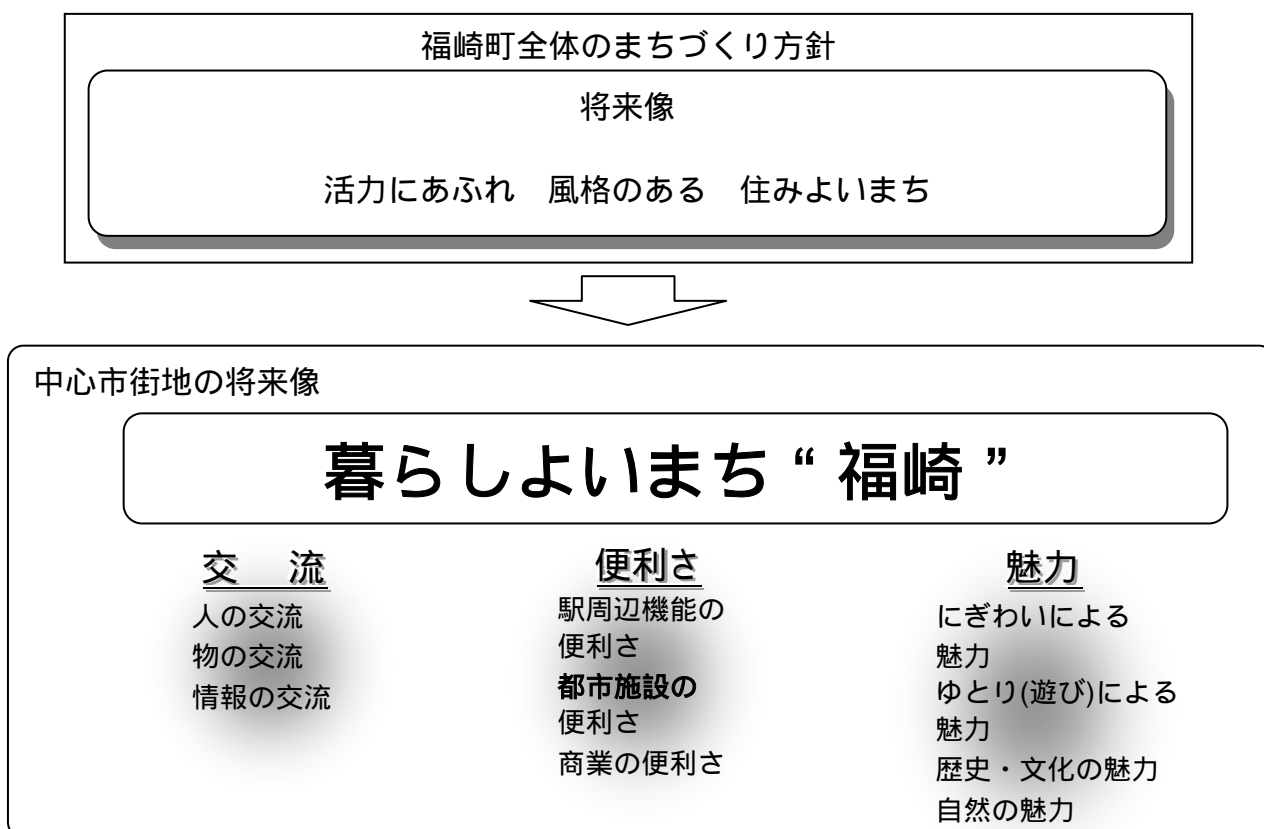 福崎町全体のまちづくり方針
将来像
活力にあふれ　風格のある　住みよいまち
中心市街地の将来像
暮らしよいまち“福崎”
交　流
人の交流
物の交流
情報の交流
便利さ
駅周辺機能の
便利さ
都市施設の
便利さ
商業の便利さ
魅力
にぎわいによる
魅力
ゆとり(遊び)による
魅力
歴史・文化の魅力
自然の魅力